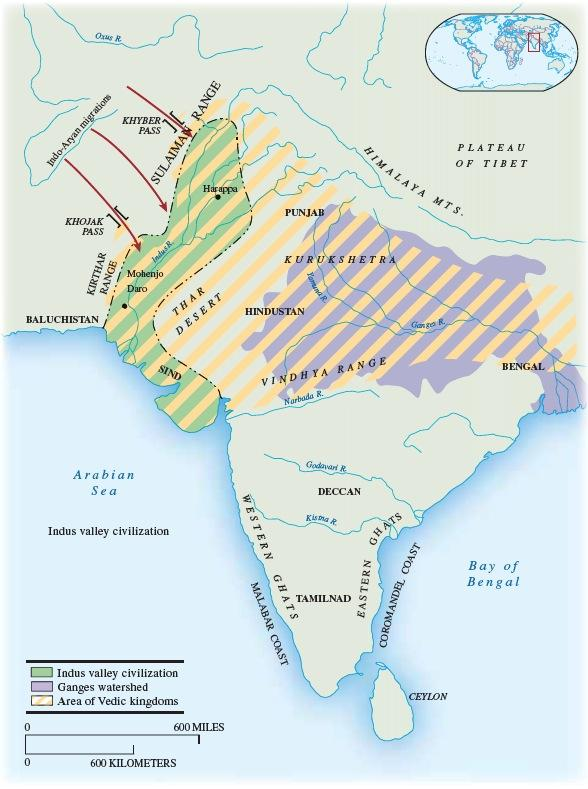 Oxus R.
Indo-Aryan migrations
KHYBER
PASS
SULAIMAN RANGE
HIMALAYA MTS.
PLATEAU
OF TIBET
Harappa
PUNJAB
KHOJAK
PASS
Indus R.
KURUKSHETRA
KIRTHAR
RANGE
Mohenjo
Daro
Yamuna R.
THAR
DESERT
HINDUSTAN
BALUCHISTAN
Ganges R.
SIND
VINDHYA RANGE
BENGAL
Narbada R.
Arabian
Sea
Godavari R.
DECCAN
Indus valley civilization
Kistna R.
WESTERN GHATS
EASTERN GHATS
Bay of
Bengal
MALABAR COAST
TAMILNAD
COROMANDEL COAST
CEYLON
Indus valley civilization
Ganges watershed
Area of Vedic kingdoms
0 600 MILES
0 600 KILOMETERS